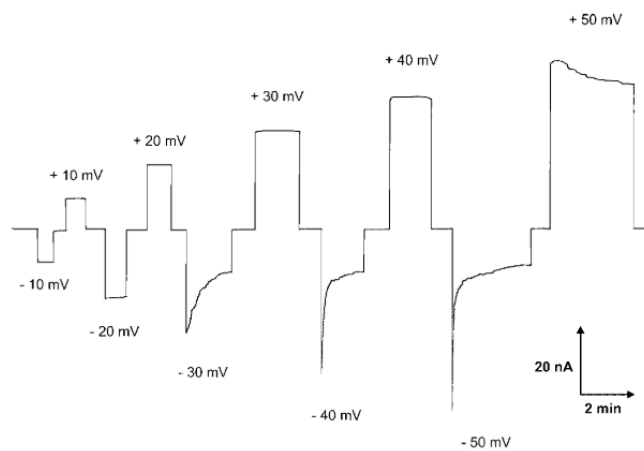 + 50 mV
+ 40 mV
+ 30 mV
+ 20 mV
+ 10 mV
- 10 mV
- 20 mV
- 30 mV
- 40 mV
- 50 mV
20 nA
2 min